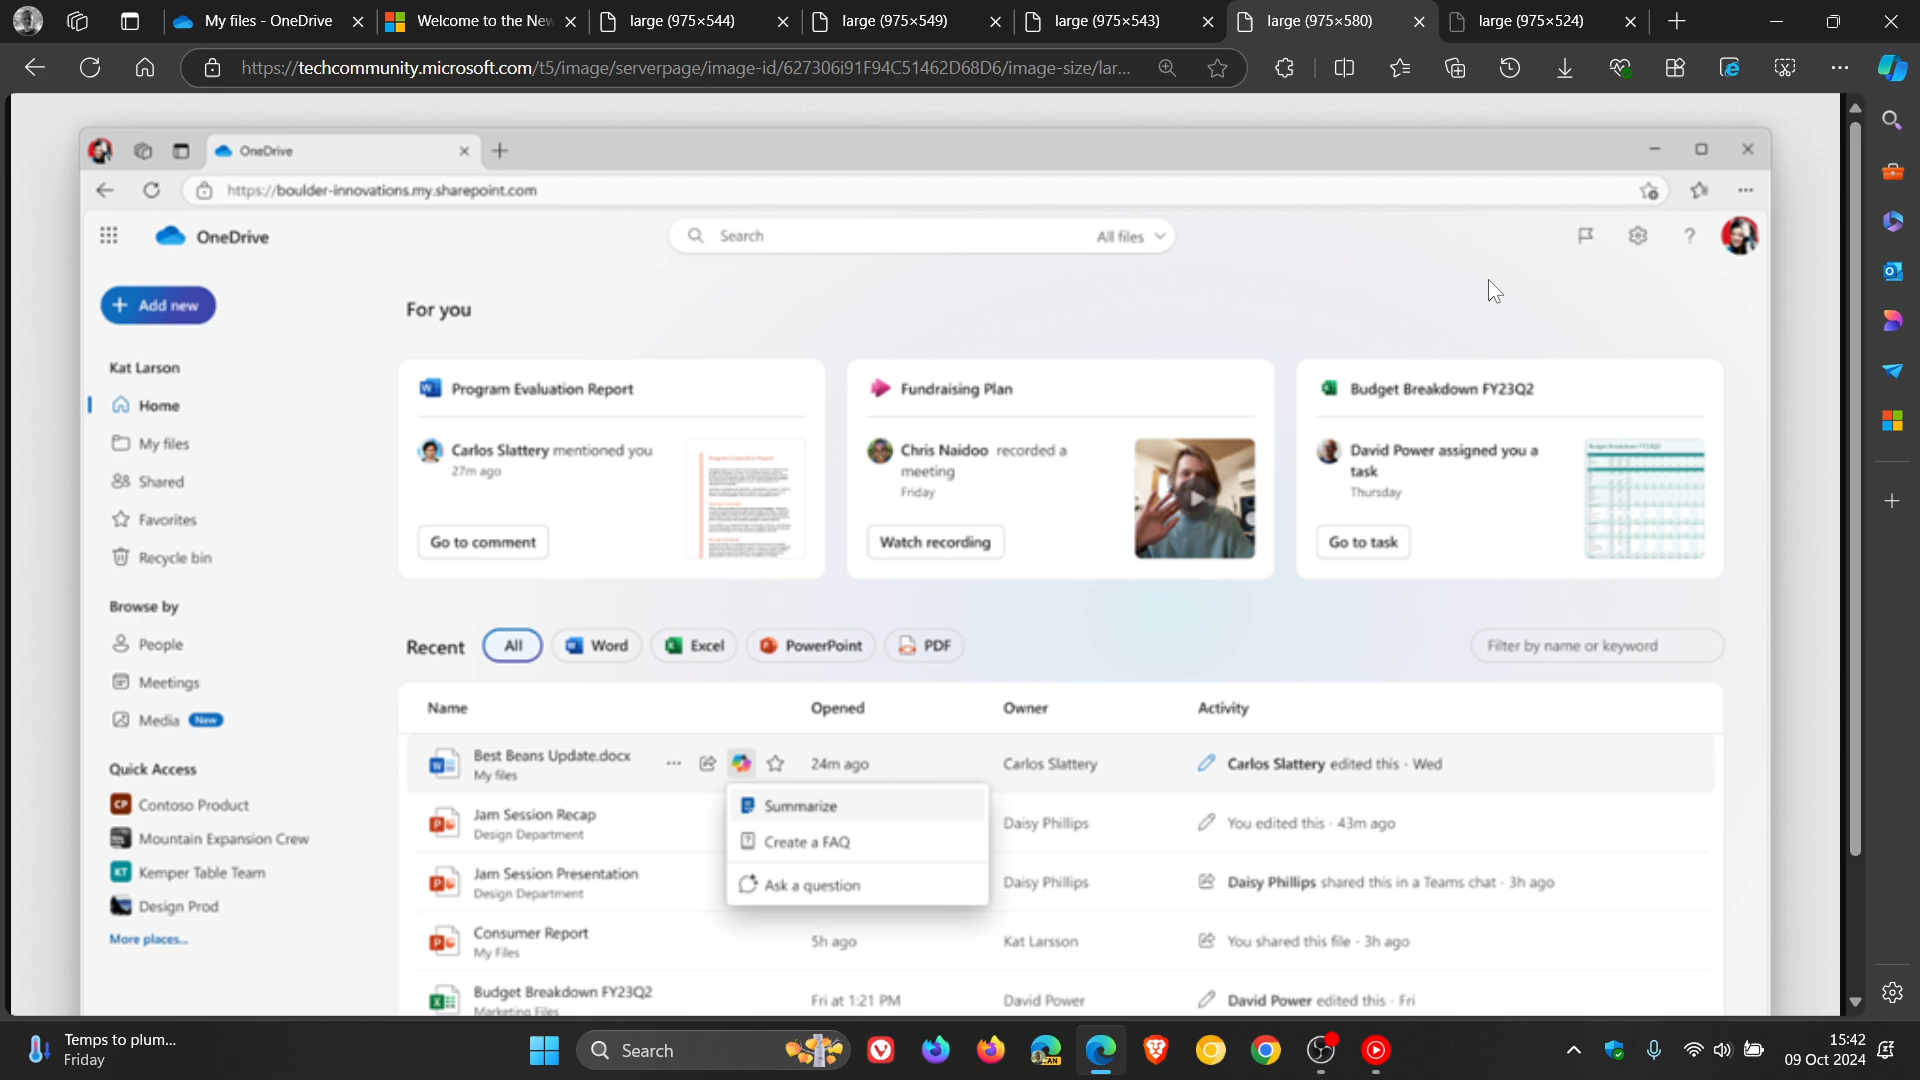 My files - OneDrive
Welcome to the New
large (975×544)
large (975×549)
large (975×543)
large (975×580)
large (975×524)
https://techcommunity.microsoft.com/t5/image/serverpage/image-id/627306i91F94C51462D68D6/image-size/lar...
OneDrive
https://boulder-innovations.my.sharepoint.com
OneDrive
Search
All files
?
Add new
For you
Kat Larson
Home
My files
Shared
Favorites
Recycle bin
Browse by
People
Meetings
Media New
Quick Access
CP Contoso Product
Mountain Expansion Crew
KT Kemper Table Team
Design Prod
More places...
Program Evaluation Report
Carlos Slattery mentioned you
27m ago
Program Evaluation Report
Go to comment
Fundraising Plan
Chris Naidoo recorded a
meeting
Friday
Watch recording
Budget Breakdown FY23Q2
David Power assigned you a
task
Thursday
Budget Breakdown FY23Q2
Go to task
Recent
All
Word
Excel
PowerPoint
PDF
Filter by name or keyword
Name
Opened
Owner
Activity
Best Beans Update.docx
My files
24m ago
Carlos Slattery
Carlos Slattery edited this · Wed
Summarize
Create a FAQ
Ask a question
Jam Session Recap
Design Department
Daisy Phillips
You edited this · 43m ago
Jam Session Presentation
Design Department
Daisy Phillips
Daisy Phillips shared this in a Teams chat · 3h ago
Consumer Report
My Files
5h ago
Kat Larsson
You shared this file · 3h ago
Budget Breakdown FY23Q2
Marketing Files
Fri at 1:21 PM
David Power
David Power edited this · Fri
Temps to plum...
Friday
Search
CAN
15:42
09 Oct 2024